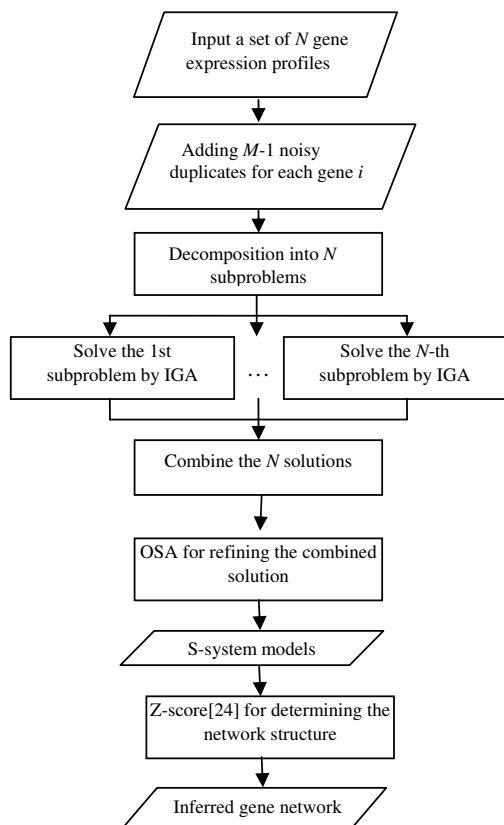 Input a set of N gene
expression profiles
Adding M-1 noisy
duplicates for each gene i
Decomposition into N
subproblems
Solve the 1st
subproblem by IGA
...
Solve the N-th
subproblem by IGA
Combine the N solutions
OSA for refining the combined
solution
S-system models
Z-score[24] for determining the
network structure
Inferred gene network